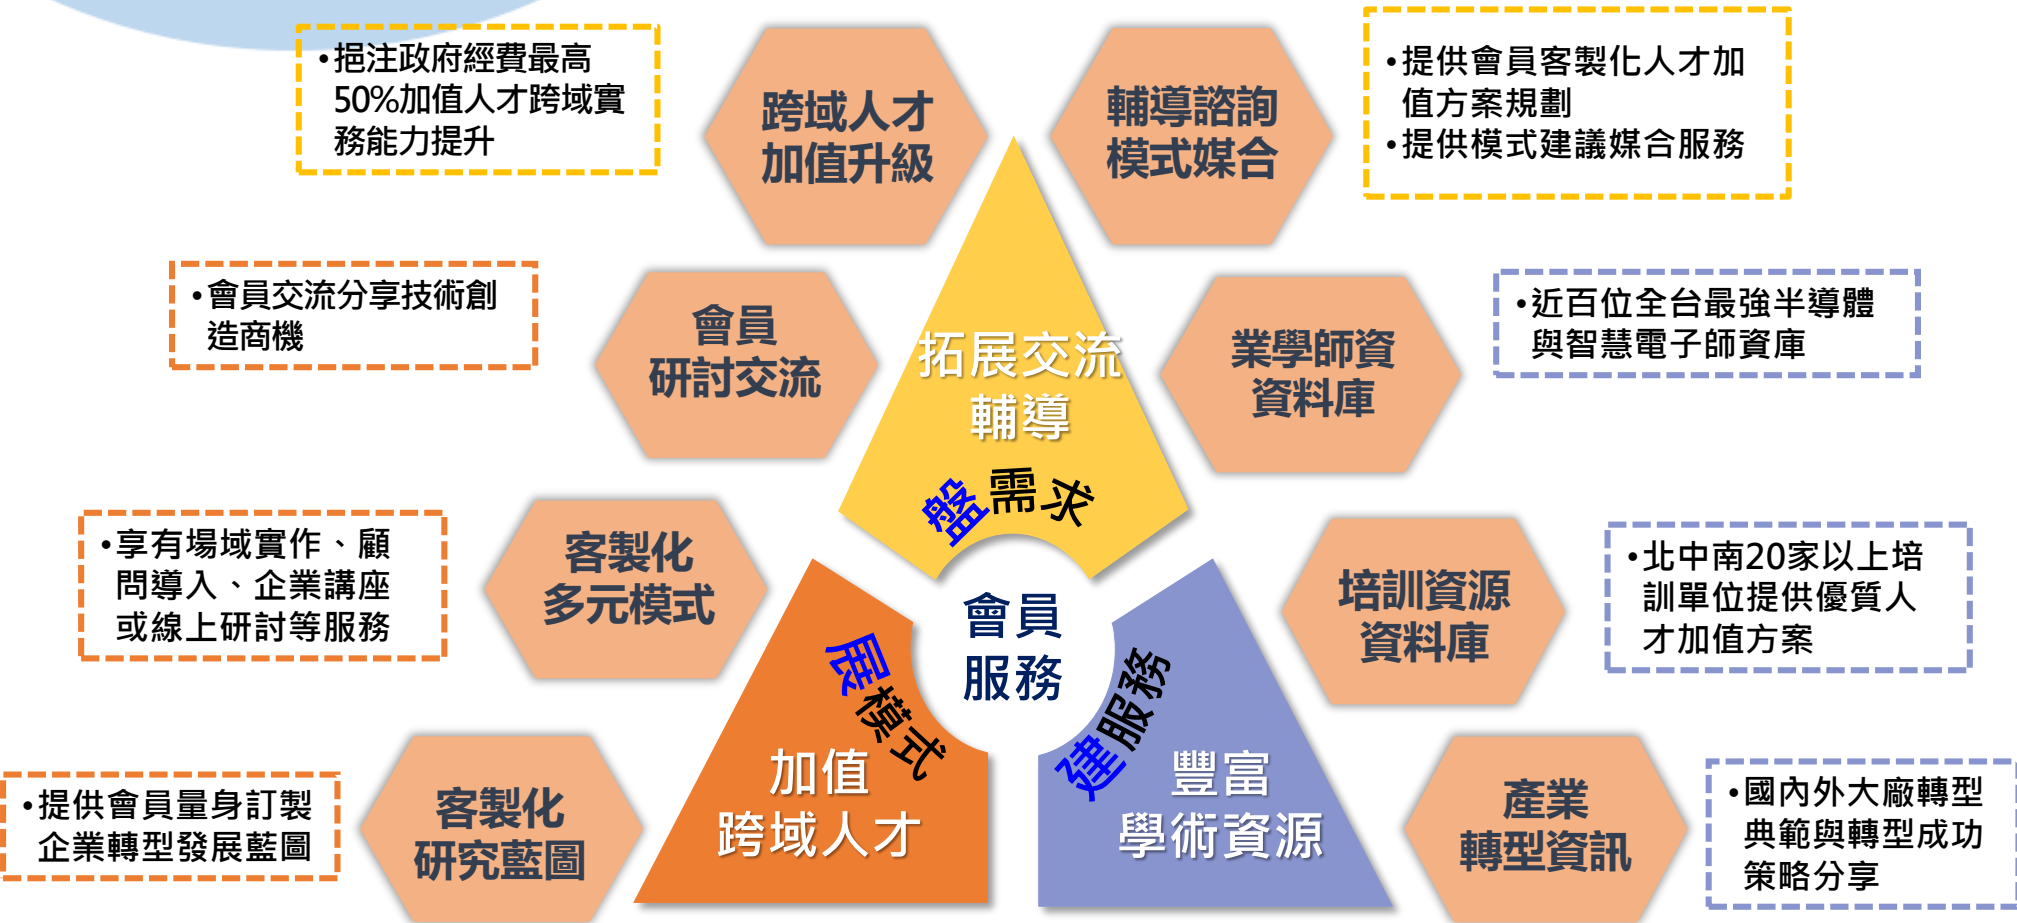 •挹注政府經費最高
50%加值人才跨域實
務能力提升
跨域人才
加值升級
輔導諮詢
模式媒合
•提供會員客製化人才加
值方案規劃
•提供模式建議媒合服務
•會員交流分享技術創
造商機
會員
研討交流
拓展交流
輔導
盤需求
業學師資
資料庫
•近百位全台最強半導體
與智慧電子師資庫
•享有場域實作、顧
問導入、企業講座
或線上研討等服務
客製化
多元模式
會員
服務
培訓資源
資料庫
•北中南20家以上培
訓單位提供優質人
才加值方案
展模式
建服務
•提供會員量身訂製
企業轉型發展藍圖
客製化
研究藍圖
加值
跨域人才
豐富
學術資源
產業
轉型資訊
•國內外大廠轉型
典範與轉型成功
策略分享